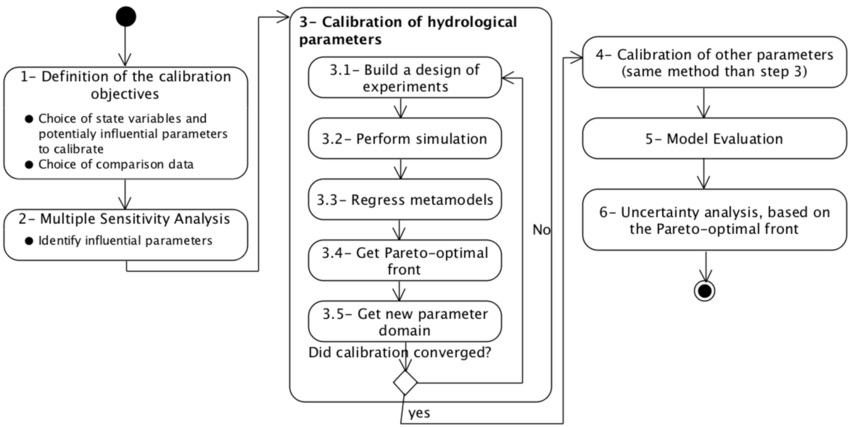 1- Definition of the calibration
objectives
● Choice of state variables and
potentialy influential parameters
to calibrate
● Choice of comparison data
2- Multiple Sensitivity Analysis
● Identify influential parameters
3- Calibration of hydrological
parameters
3.1- Build a design of
experiments
3.2- Perform simulation
3.3- Regress metamodels
3.4- Get Pareto-optimal
front
3.5- Get new parameter
domain
Did calibration converged?
No
yes
4- Calibration of other parameters
(same method than step 3)
5- Model Evaluation
6- Uncertainty analysis, based on
the Pareto-optimal front